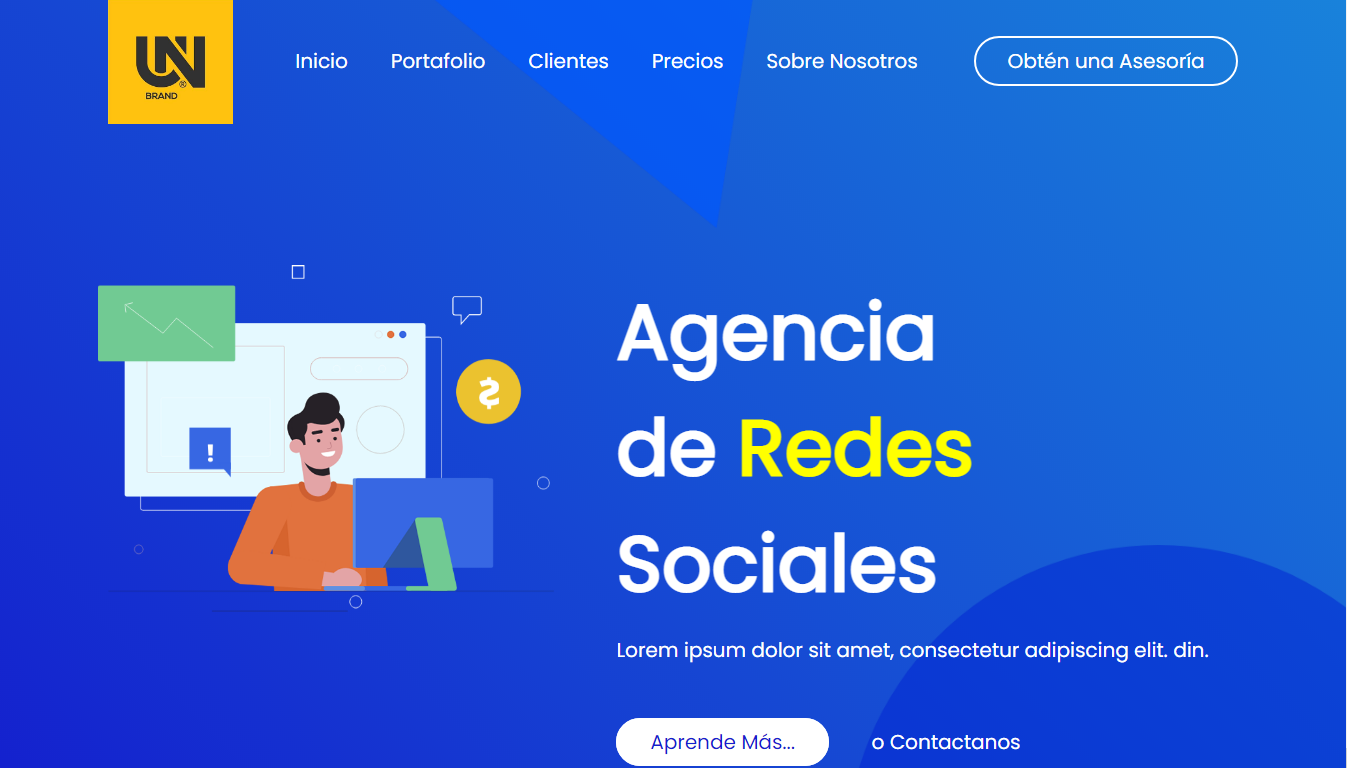 UN
®
BRAND
Inicio Portafolio Clientes Precios Sobre Nosotros Obtén una Asesoría
$
!
Agencia
de Redes
Sociales
Lorem ipsum dolor sit amet, consectetur adipiscing elit. din.
Aprende Más... o Contactanos